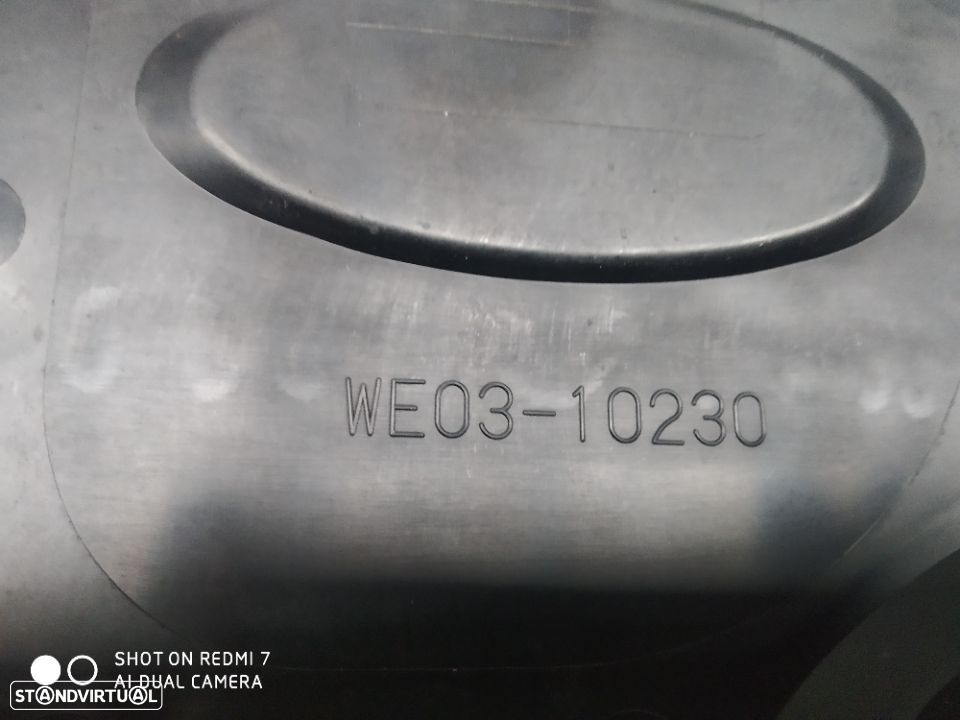 WE03-10230
SHOT ON REDMI 7
AI DUAL CAMERA
STANDVIRTUAL